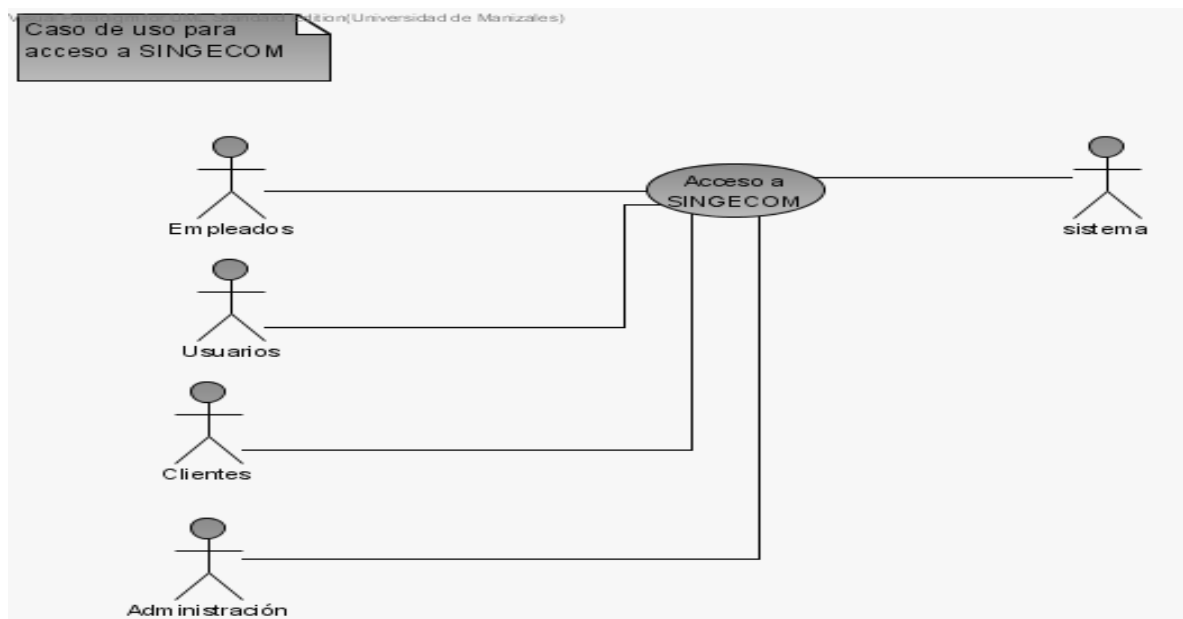 (Universidad de Manizales)
Caso de uso para
acceso a SINGECOM
Acceso a
SINGECOM
Empleados
sistema
Usuarios
Clientes
Administración